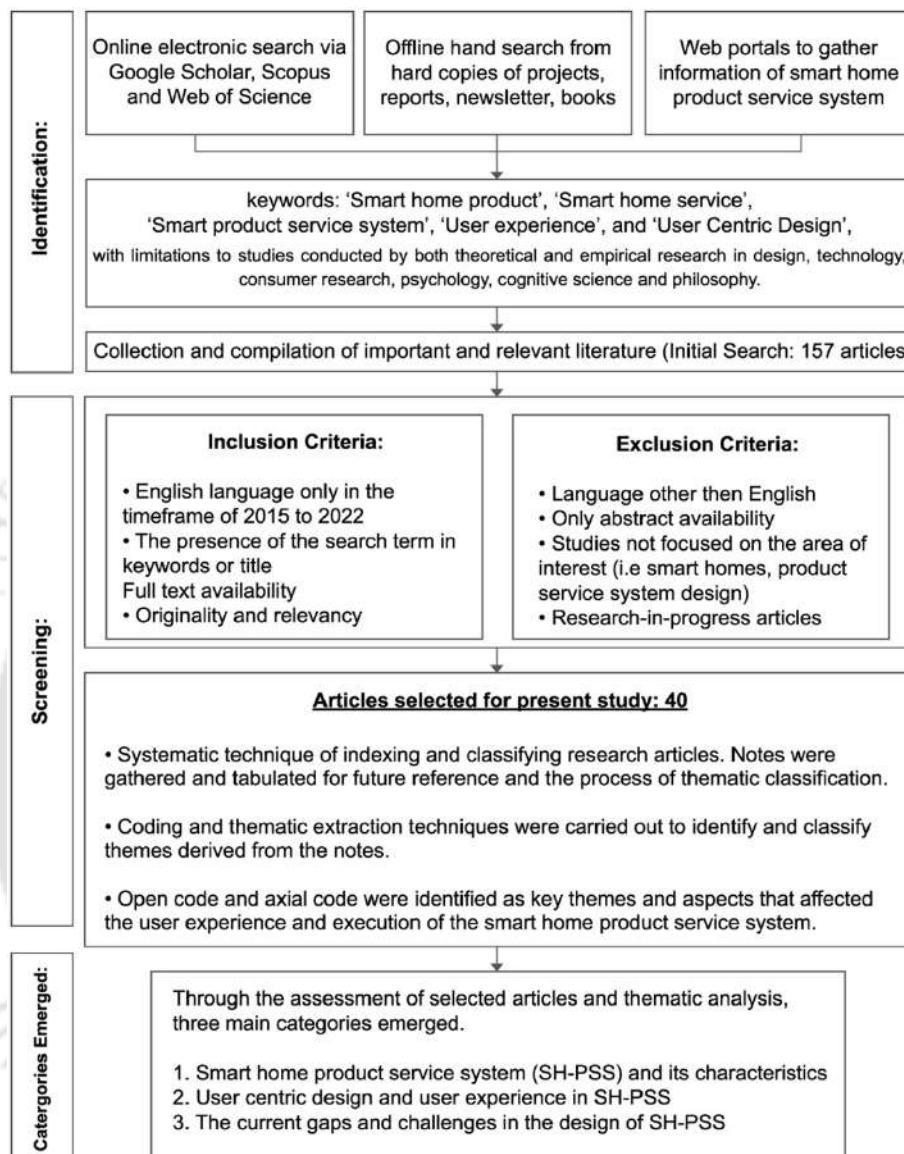 Identification:
Online electronic search via
Google Scholar, Scopus
and Web of Science
Offline hand search from
hard copies of projects,
reports, newsletter, books
Web portals to gather
information of smart home
product service system
keywords: ‘Smart home product’, ‘Smart home service’,
‘Smart product service system’, ‘User experience’, and ‘User Centric Design’,
with limitations to studies conducted by both theoretical and empirical research in design, technology,
consumer research, psychology, cognitive science and philosophy.
Collection and compilation of important and relevant literature (Initial Search: 157 articles
Screening:
Inclusion Criteria:
• English language only in the
timeframe of 2015 to 2022
• The presence of the search term in
keywords or title
Full text availability
• Originality and relevancy
Exclusion Criteria:
• Language other then English
• Only abstract availability
• Studies not focused on the area of
interest (i.e smart homes, product
service system design)
• Research-in-progress articles
Articles selected for present study: 40
• Systematic technique of indexing and classifying research articles. Notes were
gathered and tabulated for future reference and the process of thematic classification.
• Coding and thematic extraction techniques were carried out to identify and classify
themes derived from the notes.
• Open code and axial code were identified as key themes and aspects that affected
the user experience and execution of the smart home product service system.
Catergories Emerged:
Through the assessment of selected articles and thematic analysis,
three main categories emerged.
1. Smart home product service system (SH-PSS) and its characteristics
2. User centric design and user experience in SH-PSS
3. The current gaps and challenges in the design of SH-PSS